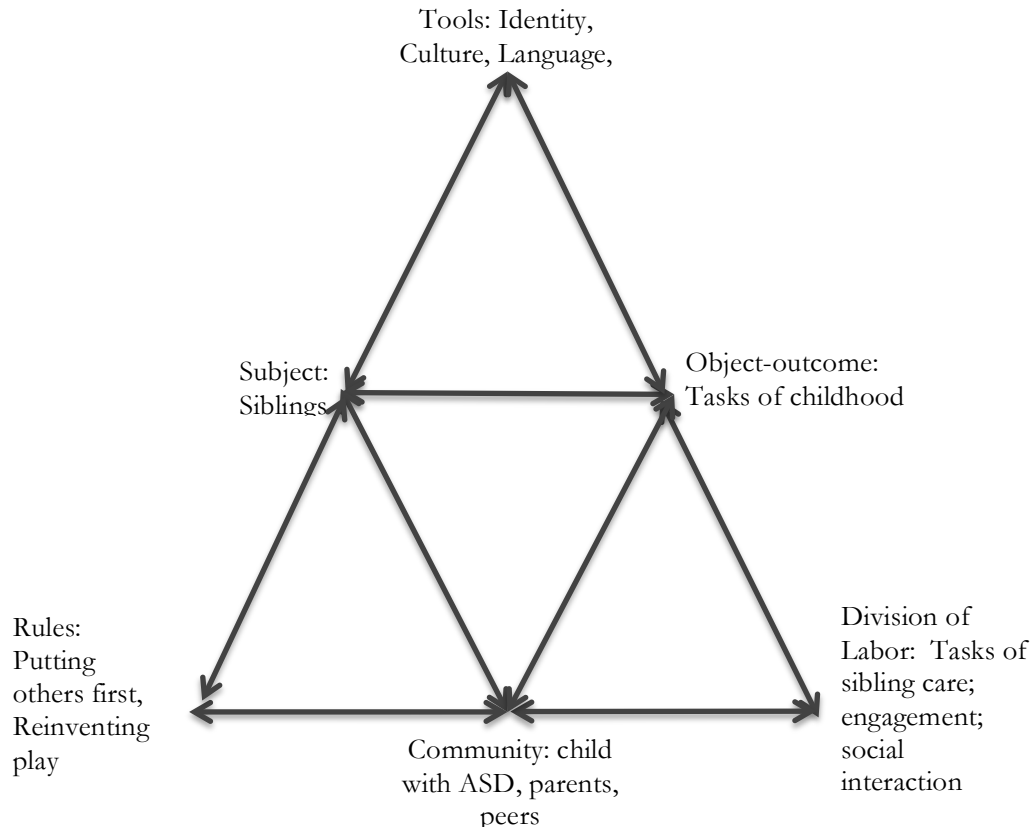 Tools: Identity,
Culture, Language,
Subject:
Siblings
Object-outcome:
Tasks of childhood
Rules:
Putting
others first,
Reinventing
play
Community: child
with ASD, parents,
peers
Division of
Labor: Tasks of
sibling care;
engagement;
social
interaction